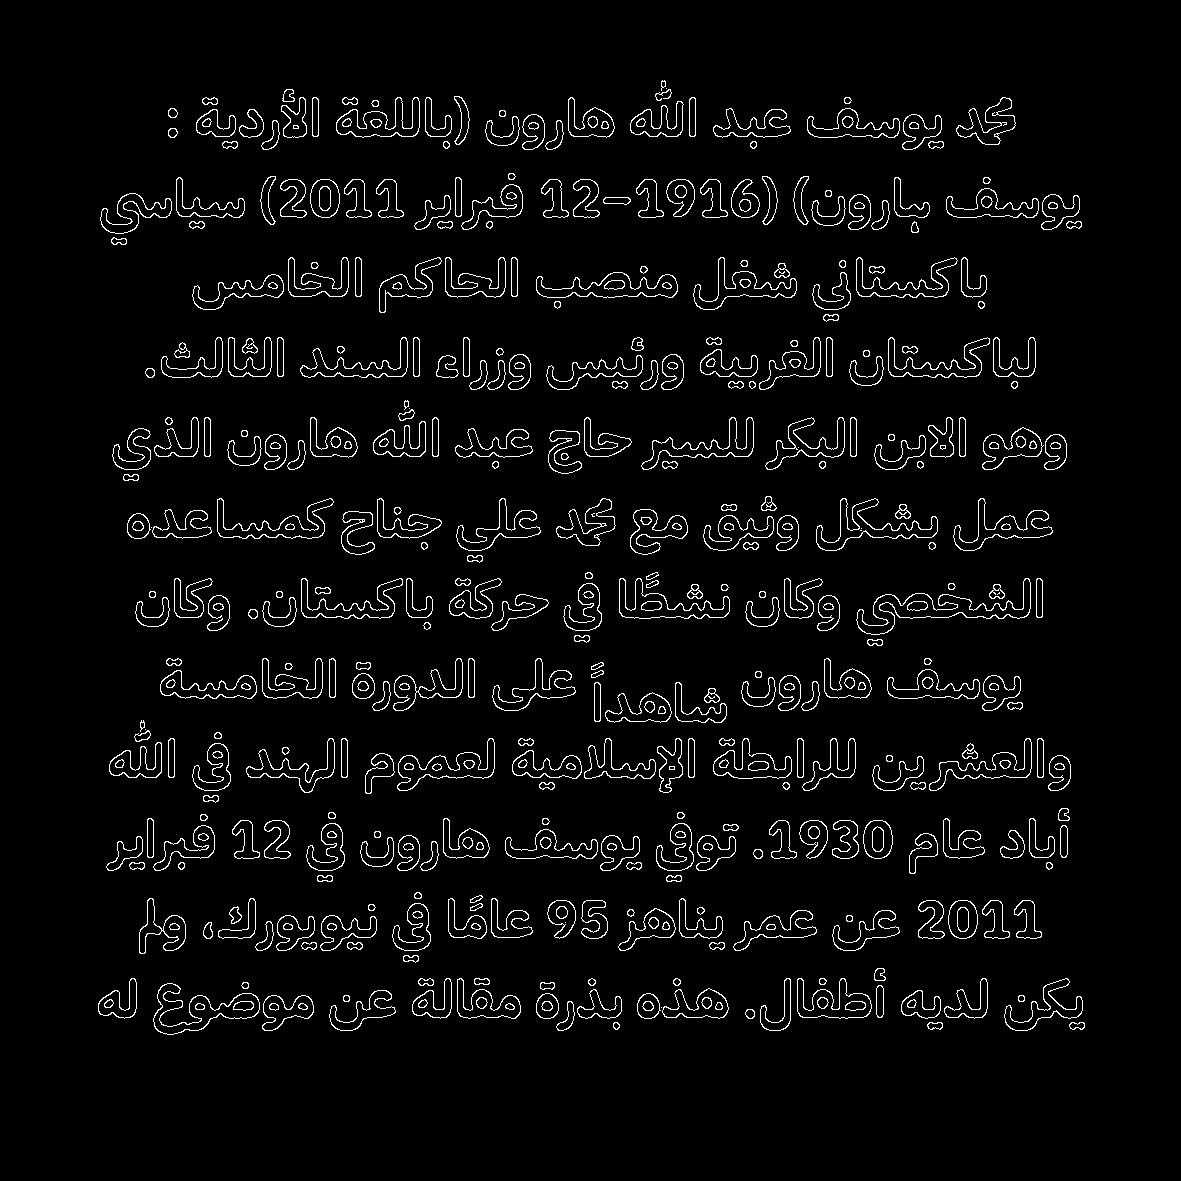 محمد يوسف عبد الله هارون (باللغة الأردية :
يوسف ہارون) (1916–12 فبراير 2011) سياسي
باكستاني شغل منصب الحاكم الخامس
لباكستان الغربية ورئيس وزراء السند الثالث.
وهو الابن البكر للسير حاج عبد الله هارون الذي
عمل بشكل وثيق مع محمد علي جناح كمساعده
الشخصي وكان نشطًا في حركة باكستان. وكان
يوسف هارون شاهداً على الدورة الخامسة
والعشرين للرابطة الإسلامية لعموم الهند في الله
أباد عام 1930. توفي يوسف هارون في 12 فبراير
2011 عن عمر يناهز 95 عامًا في نيويورك، ولم
يكن لديه أطفال. هذه بذرة مقالة عن موضوع له